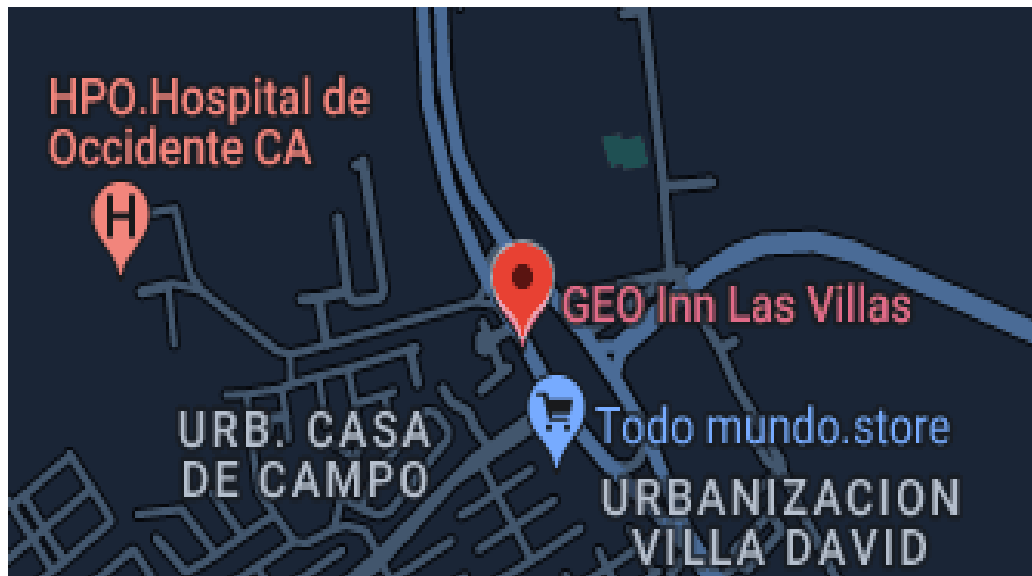 HPO.Hospital de
Occidente CA
H
GEO Inn Las Villas
Todo mundo.store
URB. CASA
DE CAMPO
URBANIZACION
VILLA DAVID